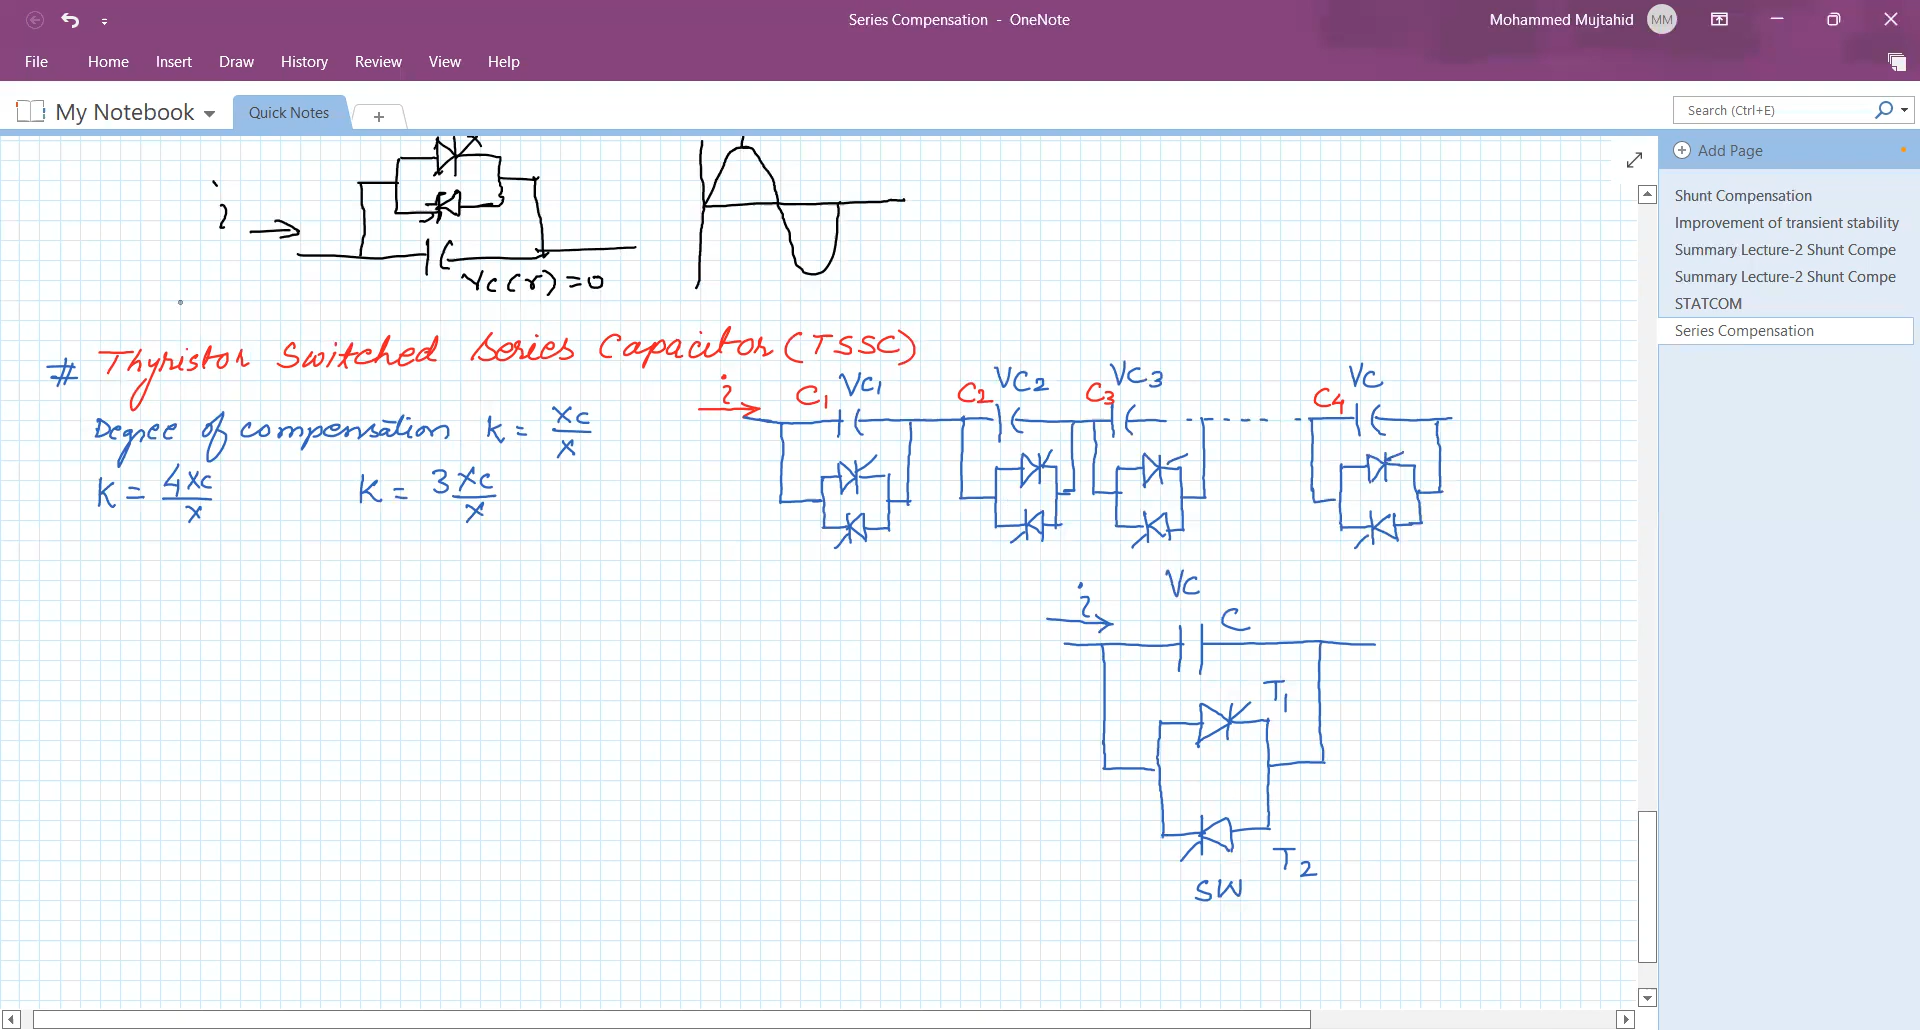 Series Compensation - OneNote
Mohammed Mujtahid MM
File Home Insert Draw History Review View Help
My Notebook Quick Notes +
Search (Ctrl+E)
Add Page
Shunt Compensation
Improvement of transient stability
Summary Lecture-2 Shunt Compe
Summary Lecture-2 Shunt Compe
STATCOM
Series Compensation
i
Vc(r)=0
# Thyristor Switched Series Capacitor (TSSC)
Degree of compensation k = xc/x
K = 4xc/x K = 3xc/x
i C1 VC1 C2 VC2 C3 VC3 C4 VC
i VC C
T1
T2
SW